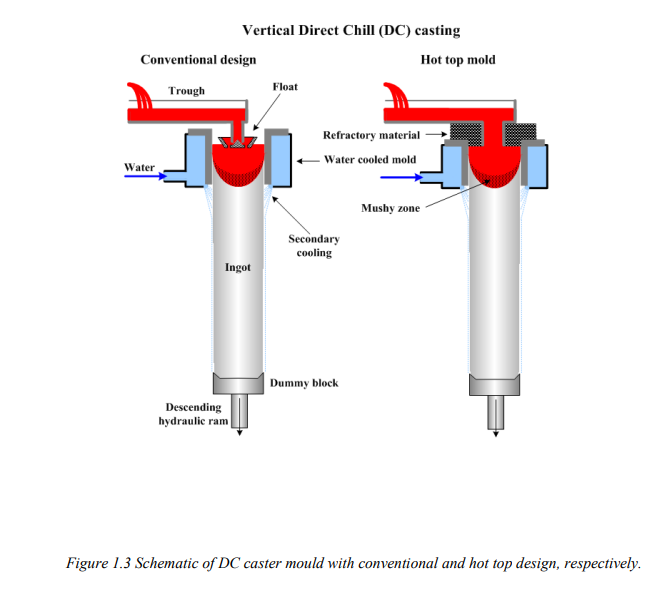 Vertical Direct Chill (DC) casting
Conventional design
Hot top mold
Trough
Float
Refractory material
Water
Water cooled mold
Mushy zone
Secondary
cooling
Ingot
Dummy block
Descending
hydraulic ram
Figure 1.3 Schematic of DC caster mould with conventional and hot top design, respectively.